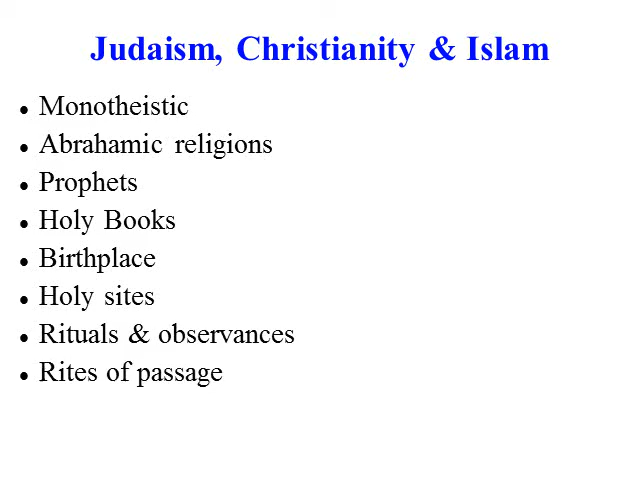 Judaism, Christianity & Islam
• Monotheistic
• Abrahamic religions
• Prophets
• Holy Books
• Birthplace
• Holy sites
• Rituals & observances
• Rites of passage